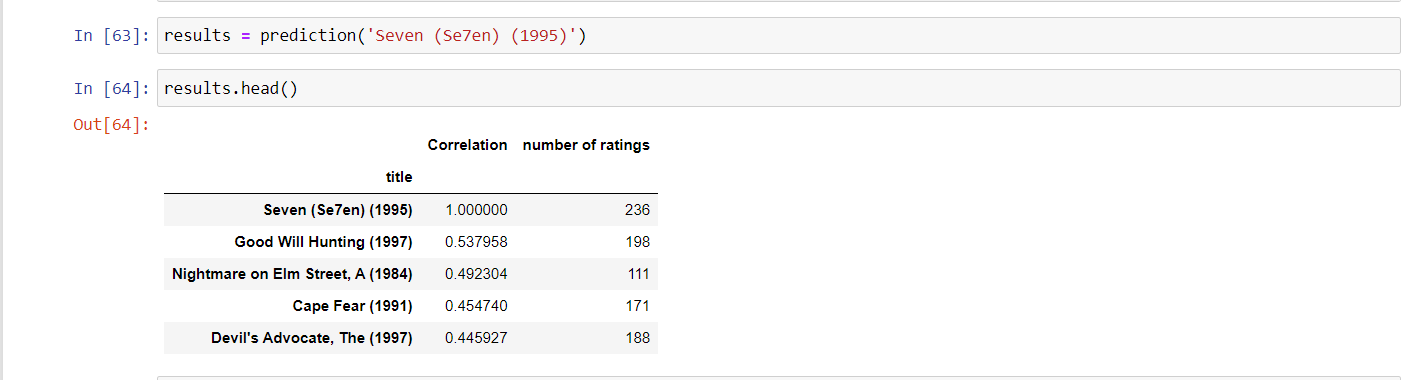 In [63]: results = prediction('Seven (Se7en) (1995)')
In [64]: results.head()
Out[64]:
Correlation number of ratings
title
Seven (Se7en) (1995) 1.000000 236
Good Will Hunting (1997) 0.537958 198
Nightmare on Elm Street, A (1984) 0.492304 111
Cape Fear (1991) 0.454740 171
Devil's Advocate, The (1997) 0.445927 188